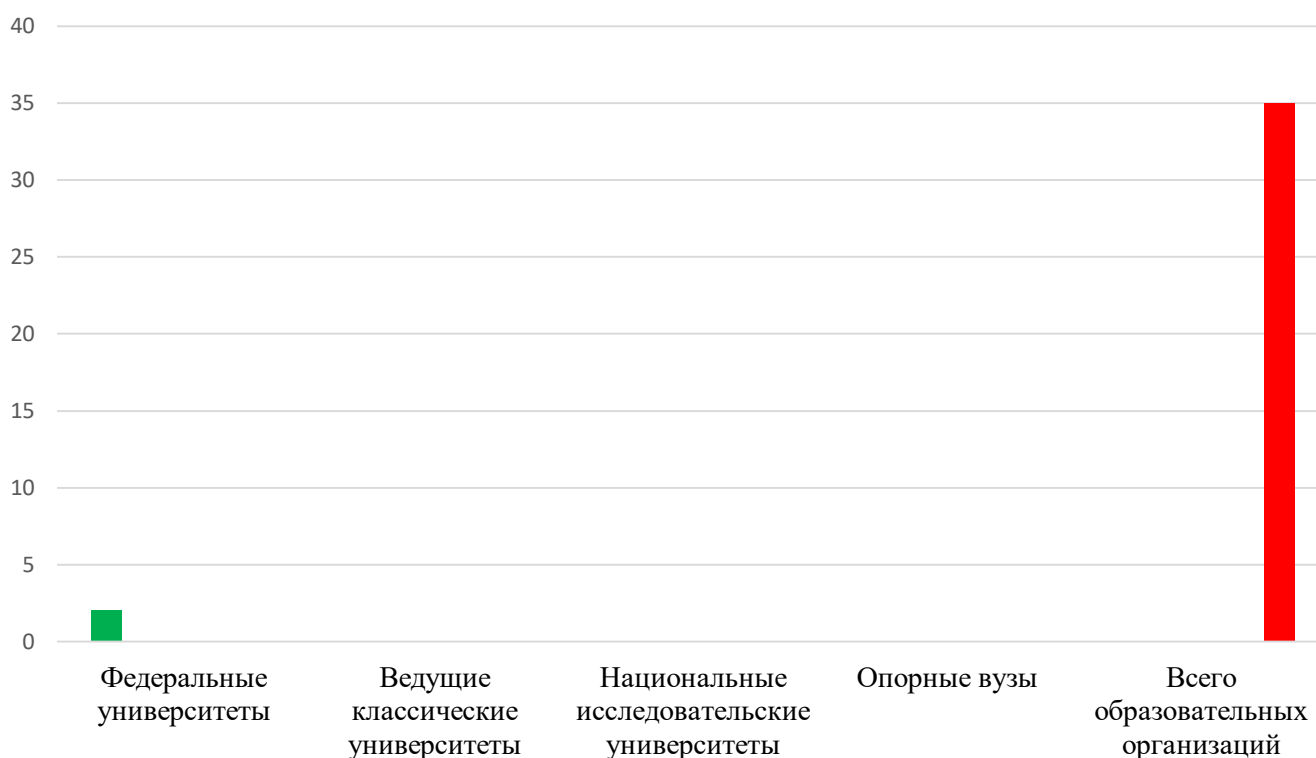 40
35
30
25
20
15
10
5
0
Федеральные
университеты
Ведущие
классические
университеты
Национальные
исследовательские
университеты
Опорные вузы
Всего
образовательных
организаций